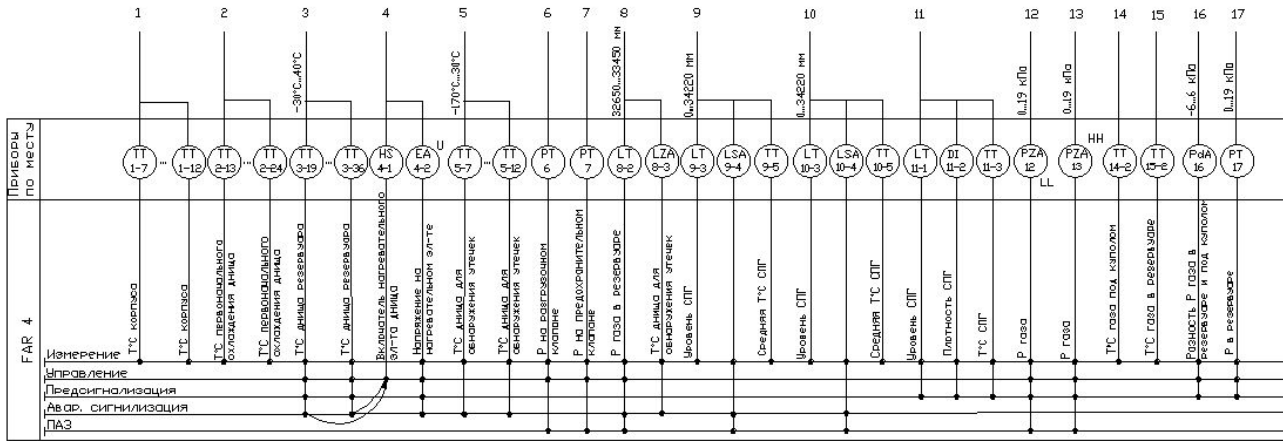 1 2 3 4 5 6 7 8 9 10 11 12 13 14 15 16 17
-30°C...40°C
-170°C...30°C
32650...33450 мм
0...34220 мм
0...34220 мм
0...19 кПа
0...19 кПа
-6...6 кПа
0...19 кПа
Приборы
по месту
TT
1-7
...
TT
1-12
TT
2-13
...
TT
2-24
TT
3-19
...
TT
3-36
HS
4-1
EA
4-2
U
TT
5-7
...
TT
5-12
PT
6
PT
7
LT
8-2
LZA
8-3
LT
9-3
LSA
9-4
TT
9-5
LT
10-3
LSA
10-4
TT
10-5
LT
11-1
DI
11-2
TT
11-3
PZA
12
LL
PZA
13
HH
TT
14-2
TT
15-2
PdA
16
PT
17
FAR 4
T°C корпуса
T°C корпуса
T°C первоначального
охлаждения днища
T°C первоначального
охлаждения днища
T°C днища резервуара
T°C днища резервуара
Включатель нагревательного
эл-та днища
Напряжение на
нагревательном эл-те
T°C днища для
обнаружения утечек
T°C днища для
обнаружения утечек
P на разгрузочном
клапане
P на предохранительном
клапане
P газа в резервуаре
T°C днища для
обнаружения утечек
Уровень СПГ
Средняя T°C СПГ
Уровень СПГ
Средняя T°C СПГ
Уровень СПГ
Плотность СПГ
T°C СПГ
P газа
P газа
T°C газа под куполом
T°C газа в резервуаре
Разность P газа в
резервуаре и под куполом
P в резервуаре
Измерение
Управление
Предсигнализация
Авар. сигнилизация
ПАЗ